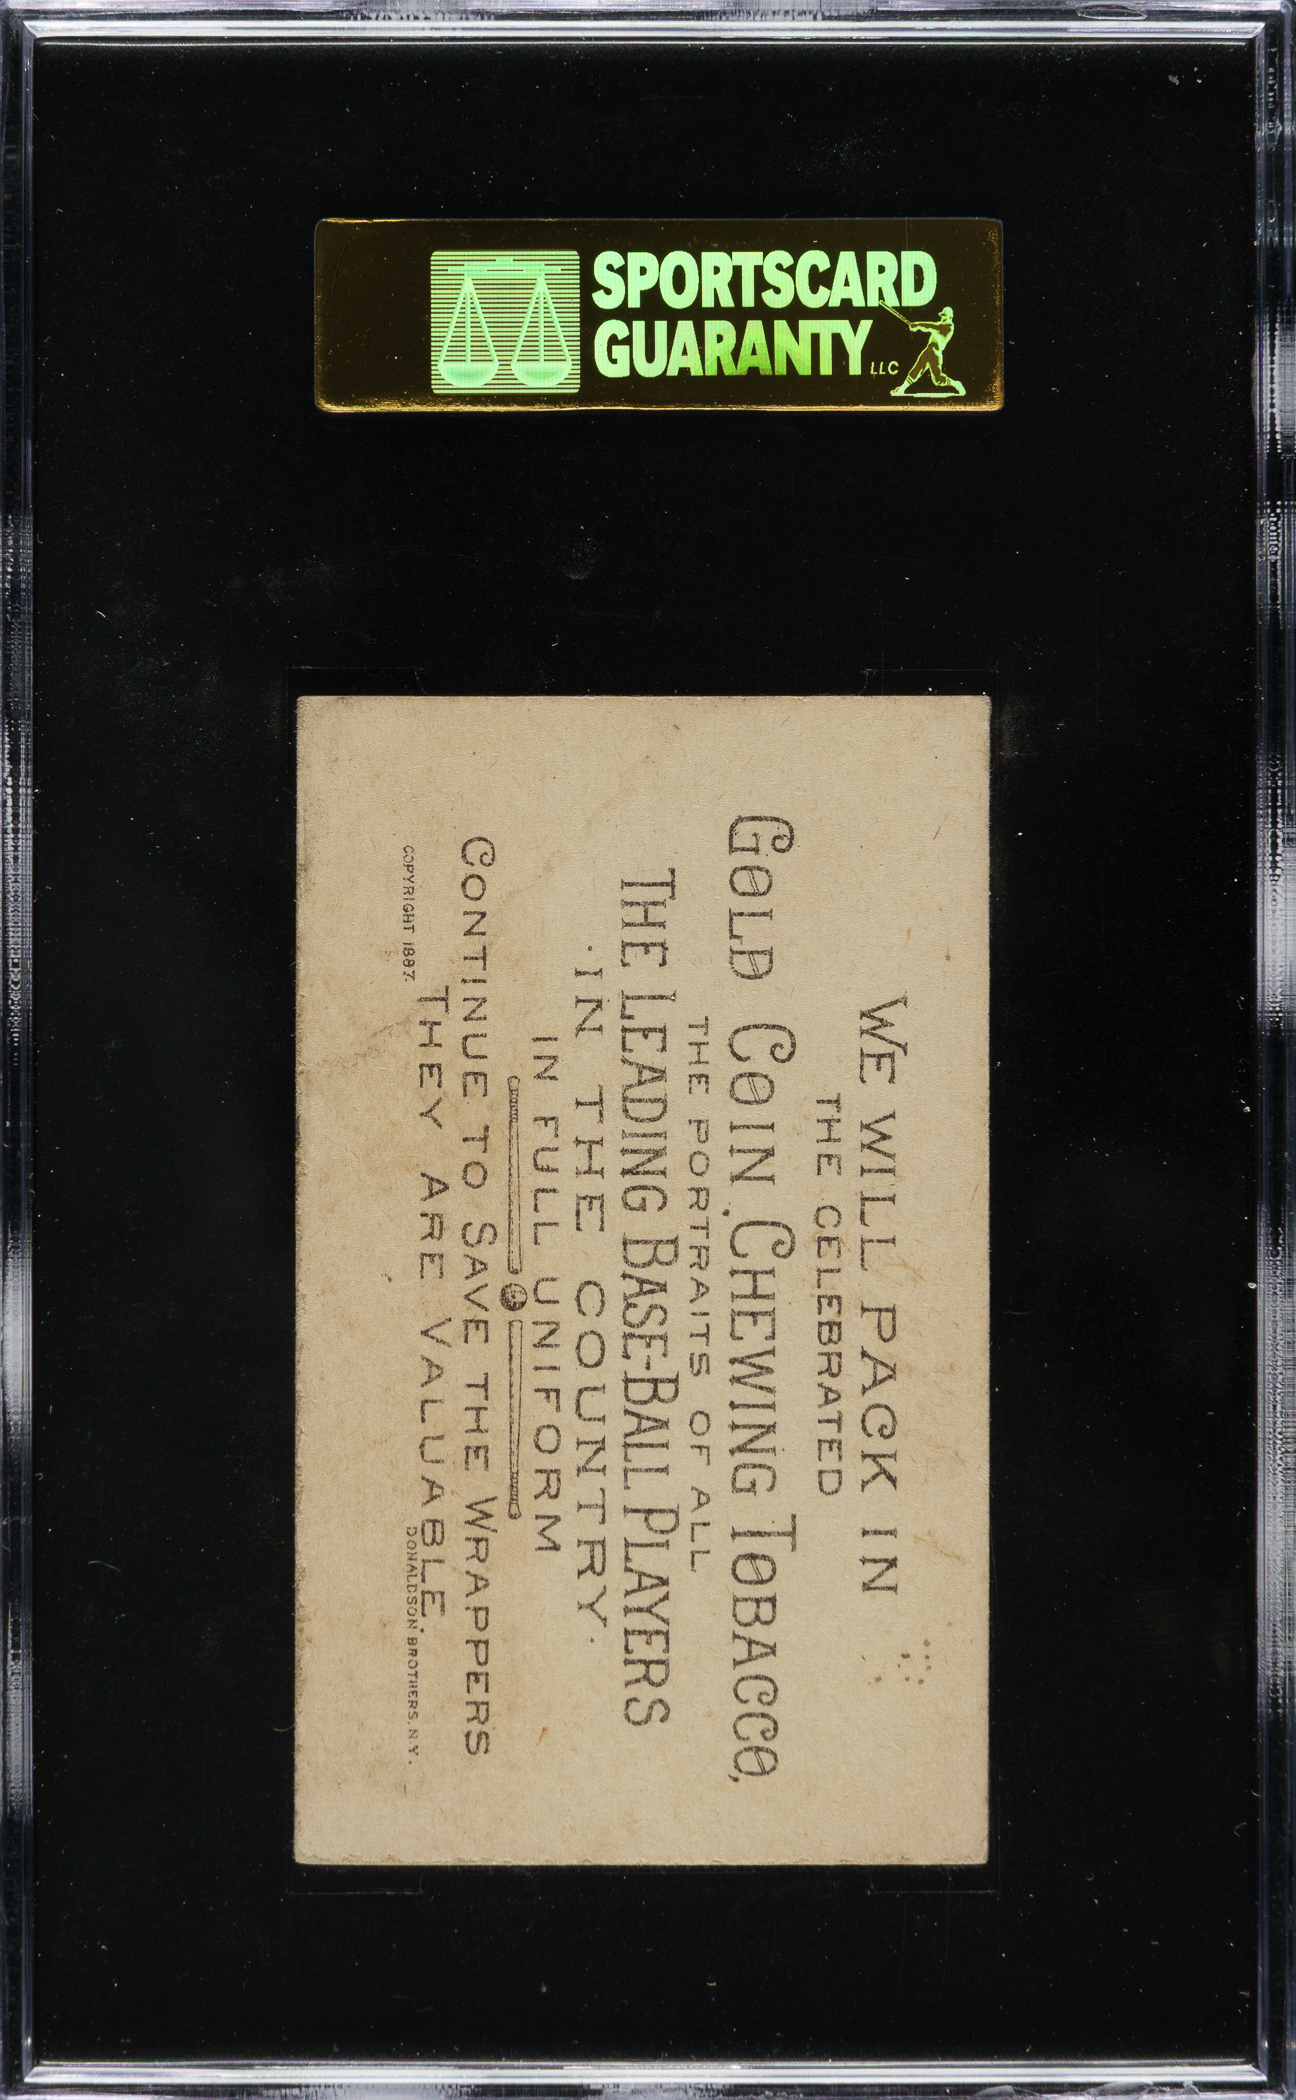 SPORTSCARD
GUARANTY LLC
WE WILL PACK IN
THE CELEBRATED
GOLD COIN CHEWING TOBACCO,
THE PORTRAITS OF ALL
THE LEADING BASE-BALL PLAYERS
·IN THE COUNTRY·
IN FULL UNIFORM
CONTINUE TO SAVE THE WRAPPERS
THEY ARE VALUABLE.
COPYRIGHT 1887.
DONALDSON BROTHERS, N.Y.